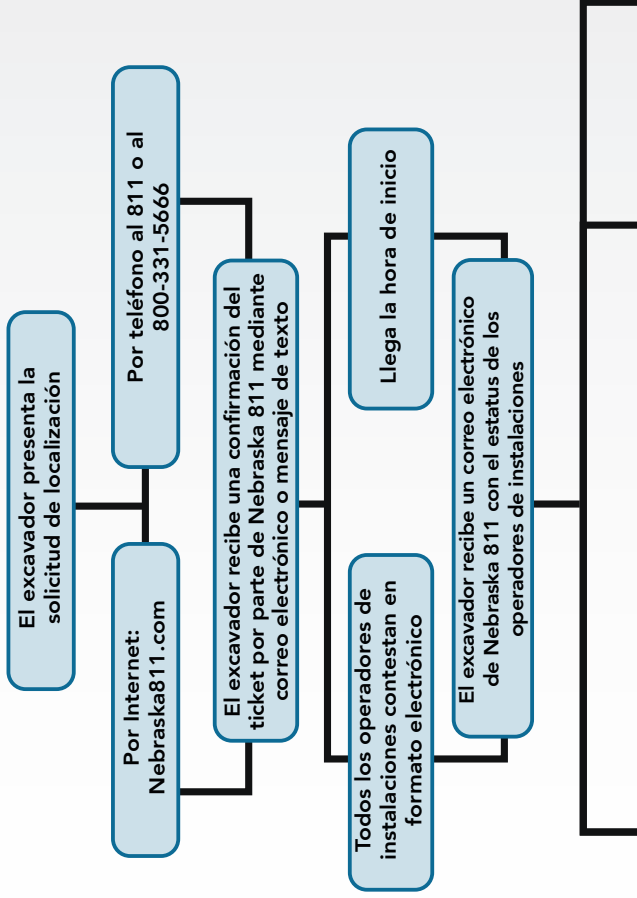 El excavador presenta la
solicitud de localización
Por Internet:
Nebraska811.com
Por teléfono al 811 o al
800-331-5666
El excavador recibe una confirmación del
ticket por parte de Nebraska 811 mediante
correo electrónico o mensaje de texto
Todos los operadores de
instalaciones contestan en
formato electrónico
Llega la hora de inicio
El excavador recibe un correo electrónico
de Nebraska 811 con el estatus de los
operadores de instalaciones